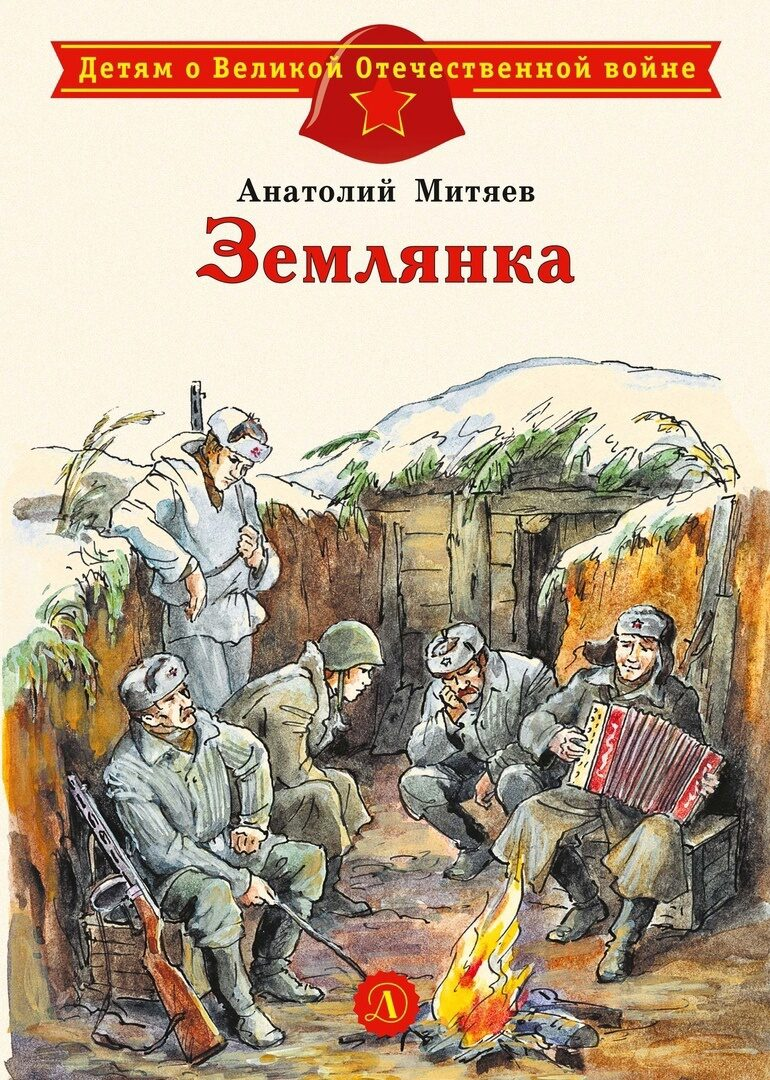 Детям о Великой Отечественной войне
Анатолий Митяев
Землянка
Д